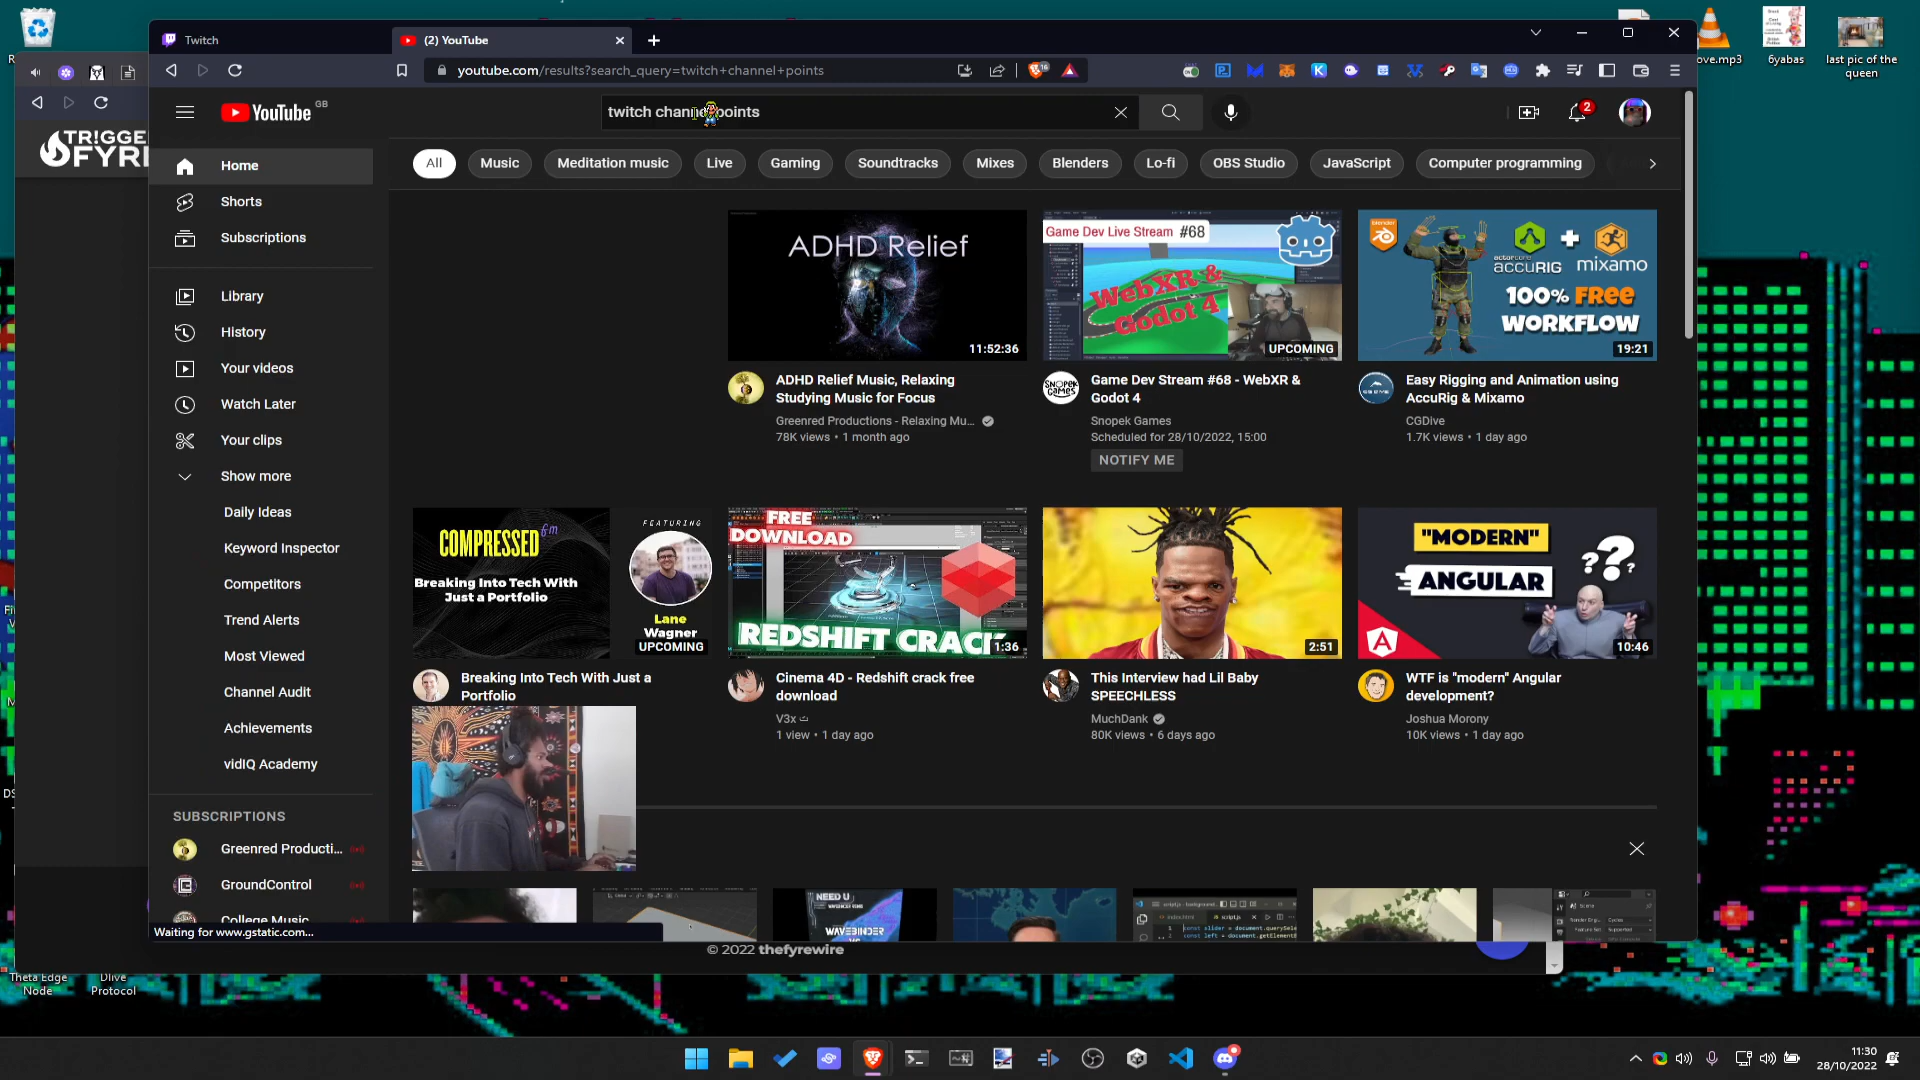 Twitch
(2) YouTube
youtube.com/results?search_query=twitch+channel+points
YouTube GB
twitch channel points
2
Home
Shorts
Subscriptions
Library
History
Your videos
Watch Later
Your clips
Show more
Daily Ideas
Keyword Inspector
Competitors
Trend Alerts
Most Viewed
Channel Audit
Achievements
vidIQ Academy
SUBSCRIPTIONS
Greenred Producti...
GroundControl
College Music
Waiting for www.gstatic.com...
All
Music
Meditation music
Live
Gaming
Soundtracks
Mixes
Blenders
Lo-fi
OBS Studio
JavaScript
Computer programming
ADHD Relief
11:52:36
ADHD Relief Music, Relaxing
Studying Music for Focus
Greenred Productions - Relaxing Mu...
78K views • 1 month ago
Game Dev Live Stream #68
WebXR &
Godot 4
UPCOMING
Game Dev Stream #68 - WebXR &
Godot 4
Snopek Games
Scheduled for 28/10/2022, 15:00
NOTIFY ME
actorcore
ACCURIG
mixamo
100% FREE
WORKFLOW
19:21
Easy Rigging and Animation using
AccuRig & Mixamo
CGDive
1.7K views • 1 day ago
COMPRESSED fm
Breaking Into Tech With
Just a Portfolio
FEATURING
Lane
Wagner
UPCOMING
Breaking Into Tech With Just a
Portfolio
FREE
DOWNLOAD
REDSHIFT CRACK
1:36
Cinema 4D - Redshift crack free
download
V3x
1 view • 1 day ago
2:51
This Interview had Lil Baby
SPEECHLESS
MuchDank
80K views • 6 days ago
"MODERN"
ANGULAR
???
10:46
WTF is "modern" Angular
development?
Joshua Morony
10K views • 1 day ago
NEED U
WAVEBINDER
© 2022 thefyrewire
TR!GGE
FYRE
ove.mp3
6yabas
last pic of the
queen
Theta Edge
Node
Dlive
Protocol
11:30
28/10/2022